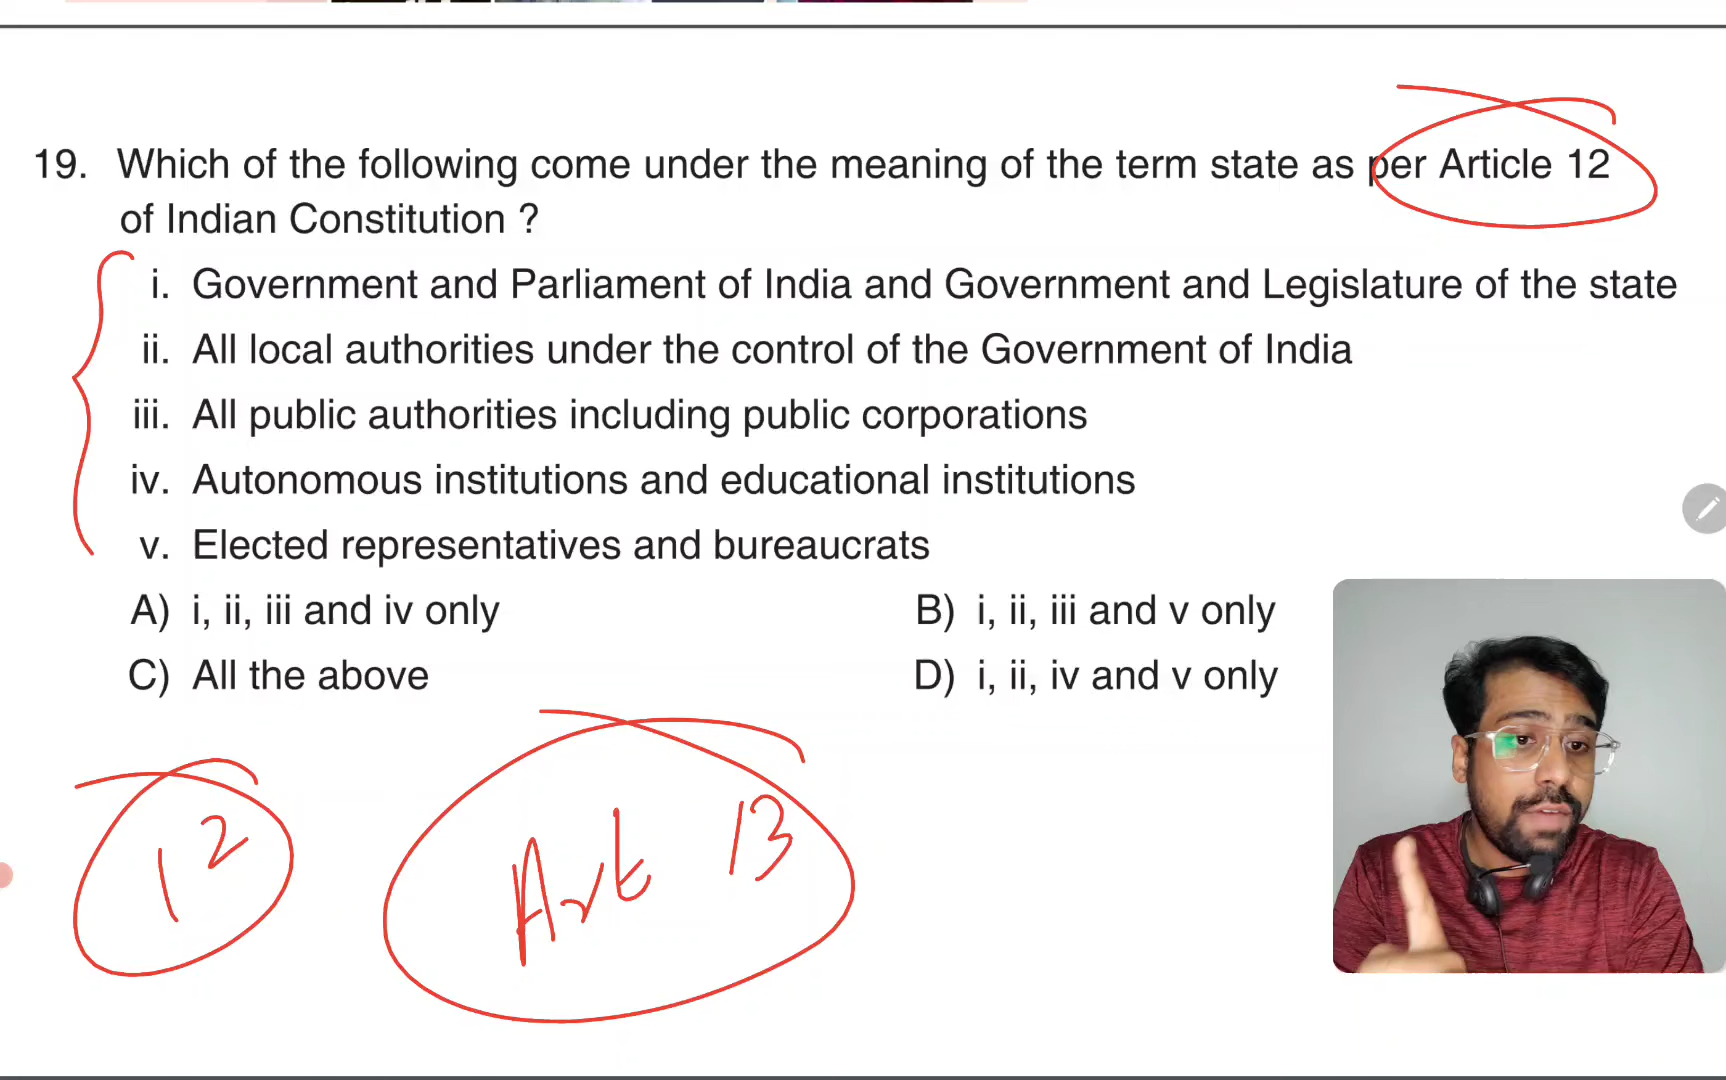 19. Which of the following come under the meaning of the term state as per Article 12
of Indian Constitution ?
i. Government and Parliament of India and Government and Legislature of the state
ii. All local authorities under the control of the Government of India
iii. All public authorities including public corporations
iv. Autonomous institutions and educational institutions
v. Elected representatives and bureaucrats
A) i, ii, iii and iv only B) i, ii, iii and v only
C) All the above D) i, ii, iv and v only
12 Art 13